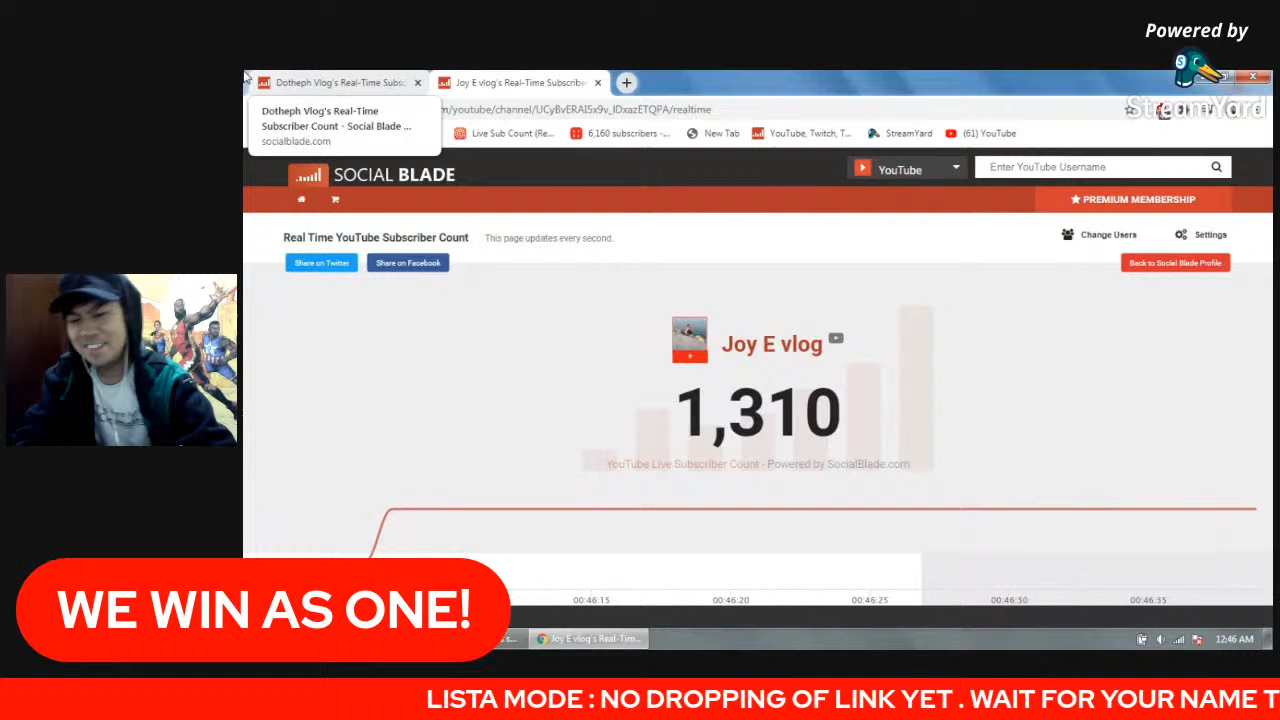 Powered by
StreamYard
Dotheph Vlog's Real-Time Subsc
Joy E vlog's Real-Time Subscribe
Dotheph Vlog's Real-Time
Subscriber Count - Social Blade ...
socialblade.com
m/youtube/channel/UCyBvERAI5x9v_IDxazETQPA/realtime
Live Sub Count (Re...
6,160 subscribers -...
New Tab
YouTube, Twitch, T...
StreamYard
(61) YouTube
SOCIAL BLADE
YouTube
Enter YouTube Username
PREMIUM MEMBERSHIP
Real Time YouTube Subscriber Count
This page updates every second.
Change Users
Settings
Share on Twitter
Share on Facebook
Back to Social Blade Profile
Joy E vlog
1,310
YouTube Live Subscriber Count - Powered by SocialBlade.com
00:46:15
00:46:20
00:46:25
00:46:30
00:46:35
WE WIN AS ONE!
Joy E vlog's Real-Tim...
12:46 AM
LISTA MODE : NO DROPPING OF LINK YET . WAIT FOR YOUR NAME T